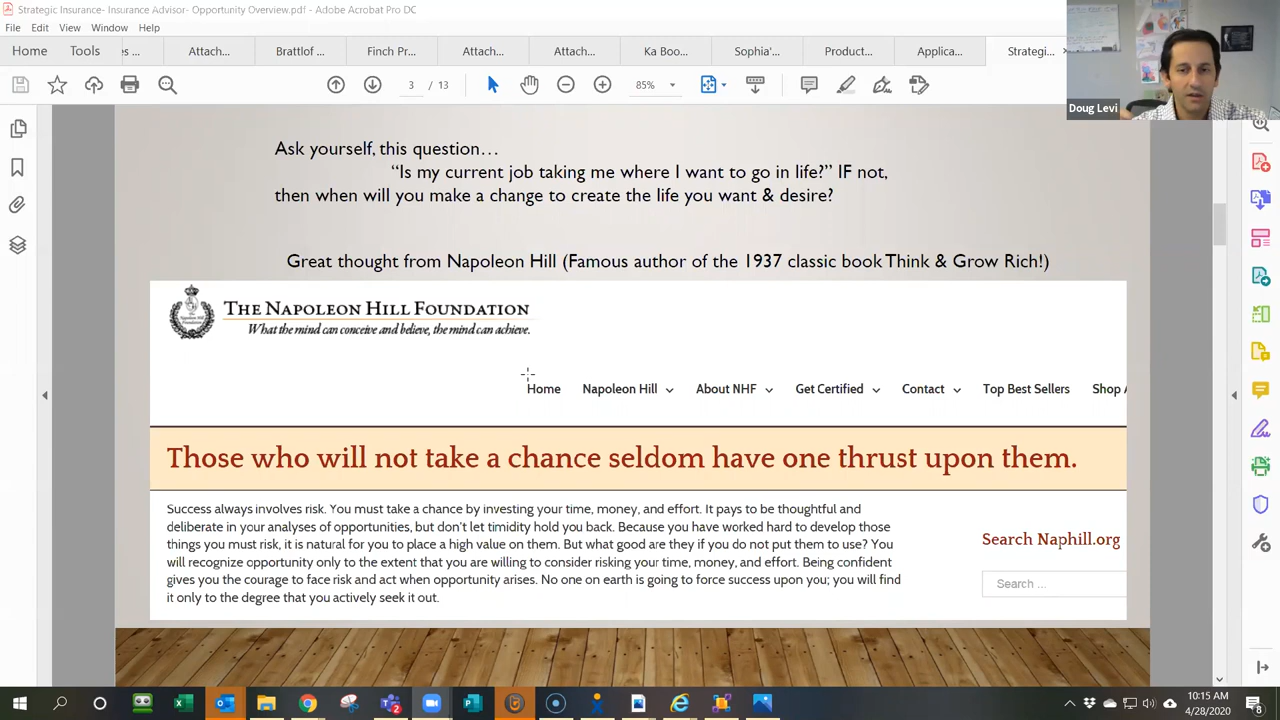 Strategic Insurance- Insurance Advisor- Opportunity Overview.pdf - Adobe Acrobat Pro DC
File Edit View Window Help
Home Tools es ... Attach... Brattlof ... Finch Pr... Attach... Attach... Ka Boo... Sophia'... Product... Applica... Strategi...
3 / 13 85%
Doug Levi
Ask yourself, this question…
“Is my current job taking me where I want to go in life?” IF not,
then when will you make a change to create the life you want & desire?
Great thought from Napoleon Hill (Famous author of the 1937 classic book Think & Grow Rich!)
THE NAPOLEON HILL FOUNDATION
What the mind can conceive and believe, the mind can achieve.
Home Napoleon Hill About NHF Get Certified Contact Top Best Sellers Shop A
Those who will not take a chance seldom have one thrust upon them.
Success always involves risk. You must take a chance by investing your time, money, and effort. It pays to be thoughtful and
deliberate in your analyses of opportunities, but don’t let timidity hold you back. Because you have worked hard to develop those
things you must risk, it is natural for you to place a high value on them. But what good are they if you do not put them to use? You
will recognize opportunity only to the extent that you are willing to consider risking your time, money, and effort. Being confident
gives you the courage to face risk and act when opportunity arises. No one on earth is going to force success upon you; you will find
it only to the degree that you actively seek it out.
Search Naphill.org
Search ...
10:15 AM
4/28/2020
8